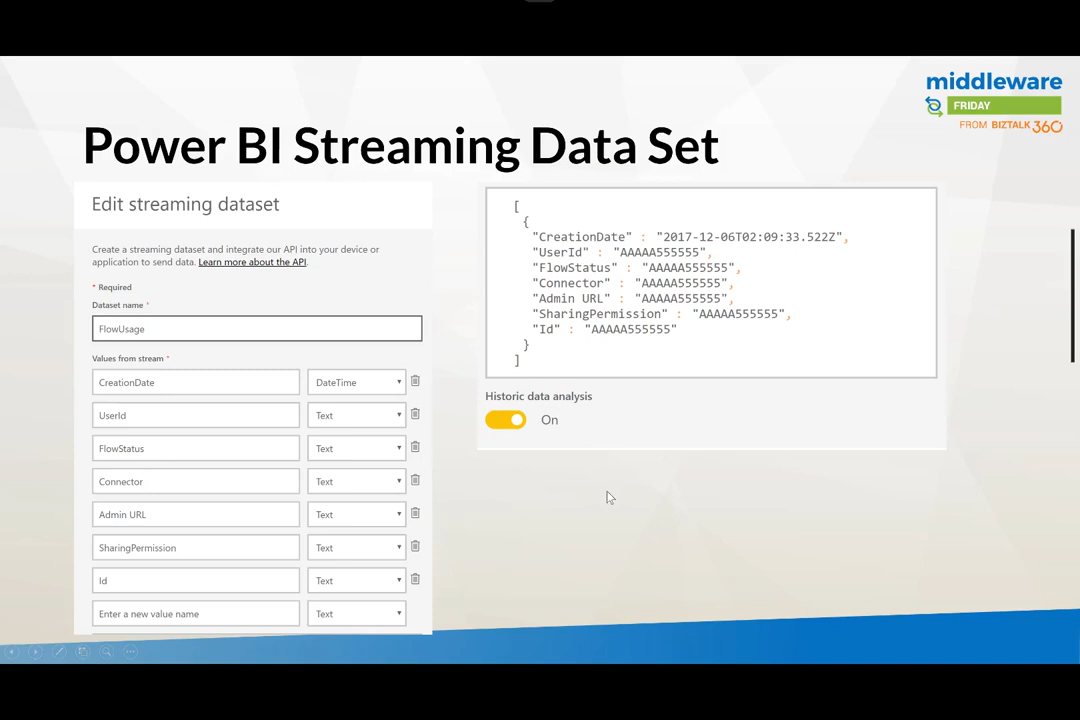 middleware
FRIDAY
FROM BIZTALK 360
Power BI Streaming Data Set
Edit streaming dataset
Create a streaming dataset and integrate our API into your device or
application to send data. Learn more about the API.
* Required
Dataset name *
FlowUsage
Values from stream *
CreationDate DateTime
UserId Text
FlowStatus Text
Connector Text
Admin URL Text
SharingPermission Text
Id Text
Enter a new value name Text
[
{
"CreationDate" : "2017-12-06T02:09:33.522Z",
"UserId" : "AAAAA555555",
"FlowStatus" : "AAAAA555555",
"Connector" : "AAAAA555555",
"Admin URL" : "AAAAA555555",
"SharingPermission" : "AAAAA555555",
"Id" : "AAAAA555555"
}
]
Historic data analysis
On